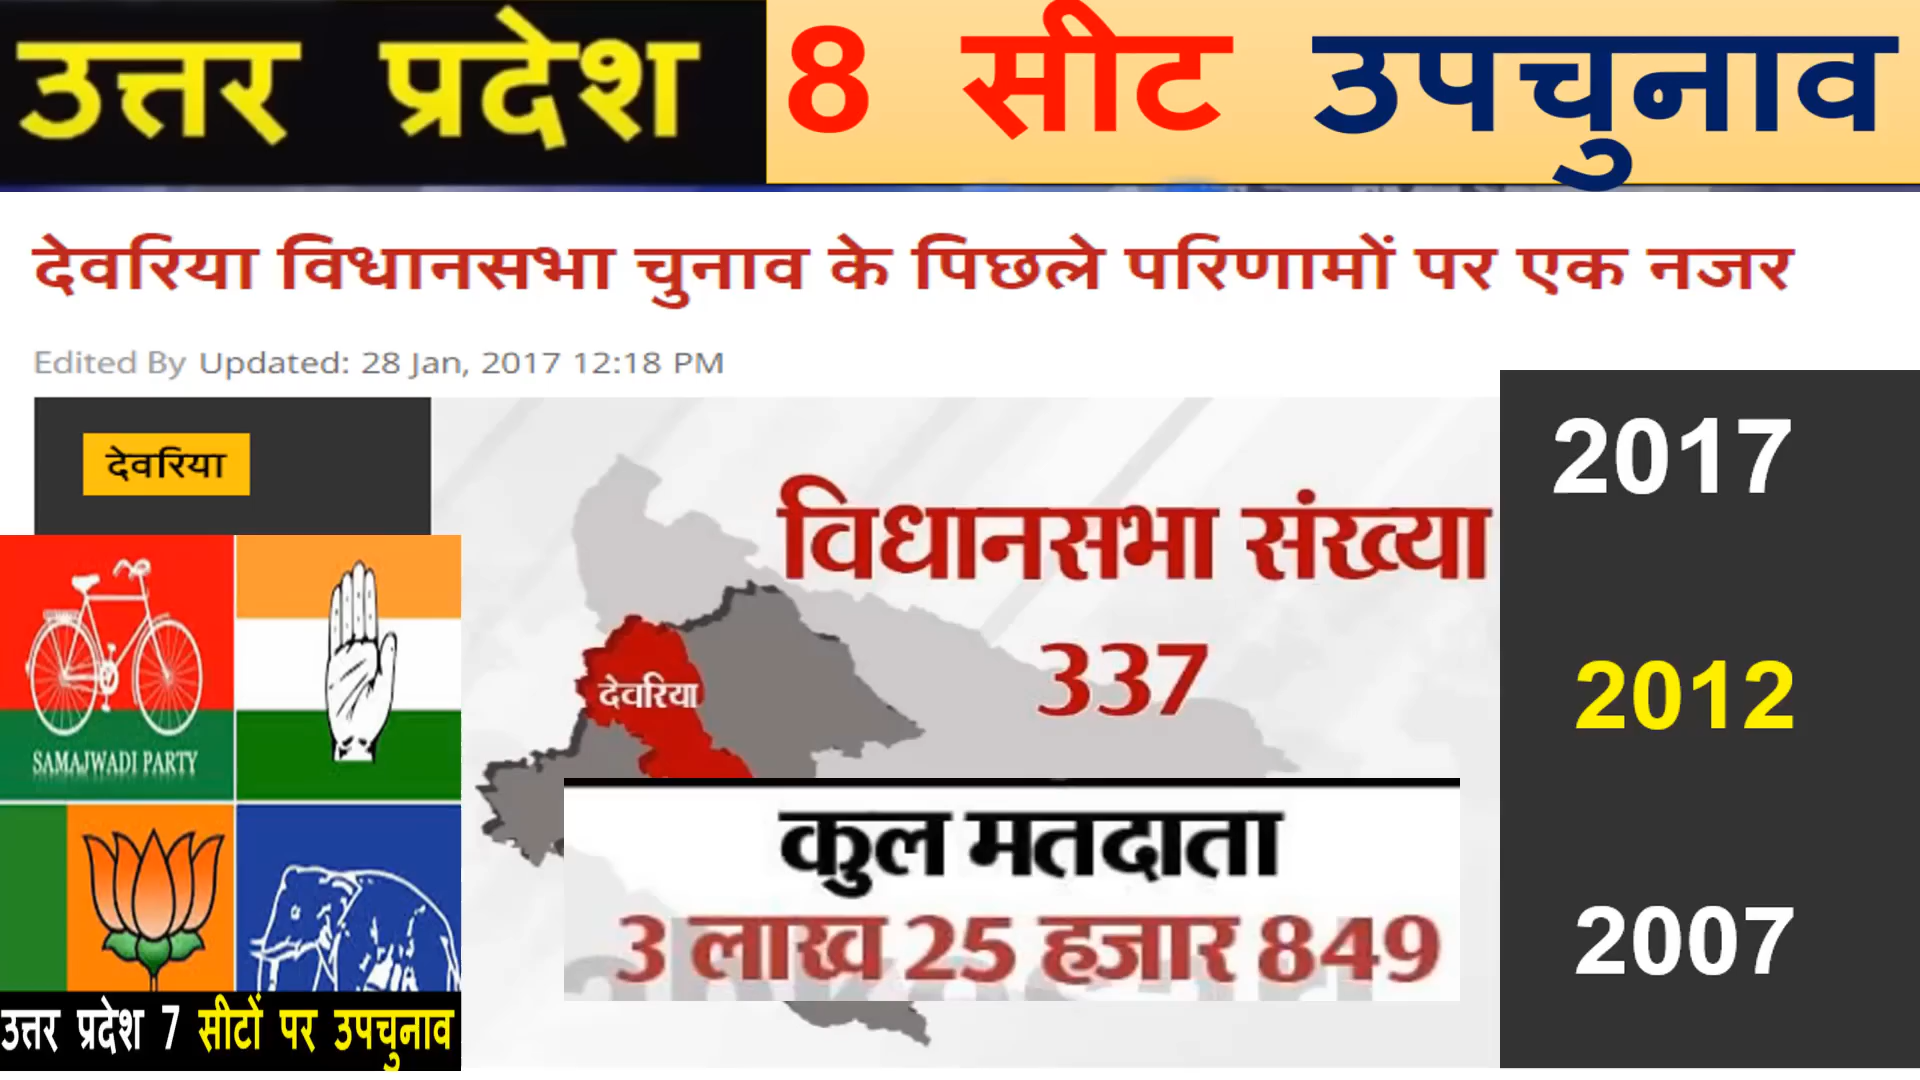 उत्तर प्रदेश 8 सीट उपचुनाव
देवरिया विधानसभा चुनाव के पिछले परिणामों पर एक नजर
Edited By Updated: 28 Jan, 2017 12:18 PM
देवरिया
विधानसभा संख्या
337
देवरिया
SAMAJWADI PARTY
कुल मतदाता
3 लाख 25 हजार 849
उत्तर प्रदेश 7 सीटों पर उपचुनाव
2017
2012
2007